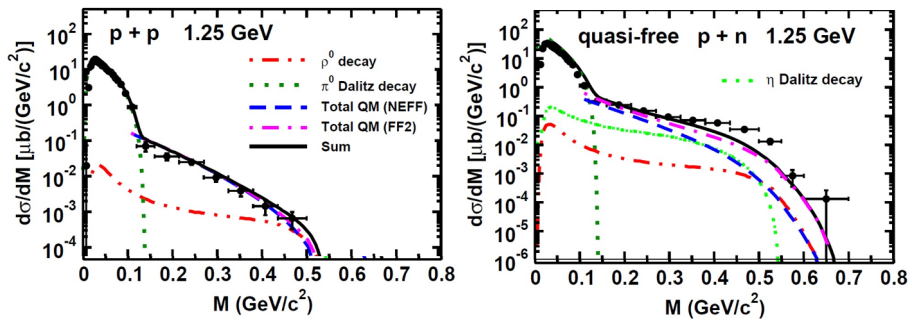 p + p 1.25 GeV
dσ/dM [μb/(GeV/c²)]
10²
10
1
10⁻¹
10⁻²
10⁻³
10⁻⁴
ρ⁰ decay
π⁰ Dalitz decay
Total QM (NEFF)
Total QM (FF2)
Sum
0 0.1 0.2 0.3 0.4 0.5 0.6 0.7 0.8
M (GeV/c²)
quasi-free p + n 1.25 GeV
dσ/dM [μb/(GeV/c²)]
10²
10
1
10⁻¹
10⁻²
10⁻³
10⁻⁴
10⁻⁵
10⁻⁶
η Dalitz decay
0 0.1 0.2 0.3 0.4 0.5 0.6 0.7 0.8
M (GeV/c²)